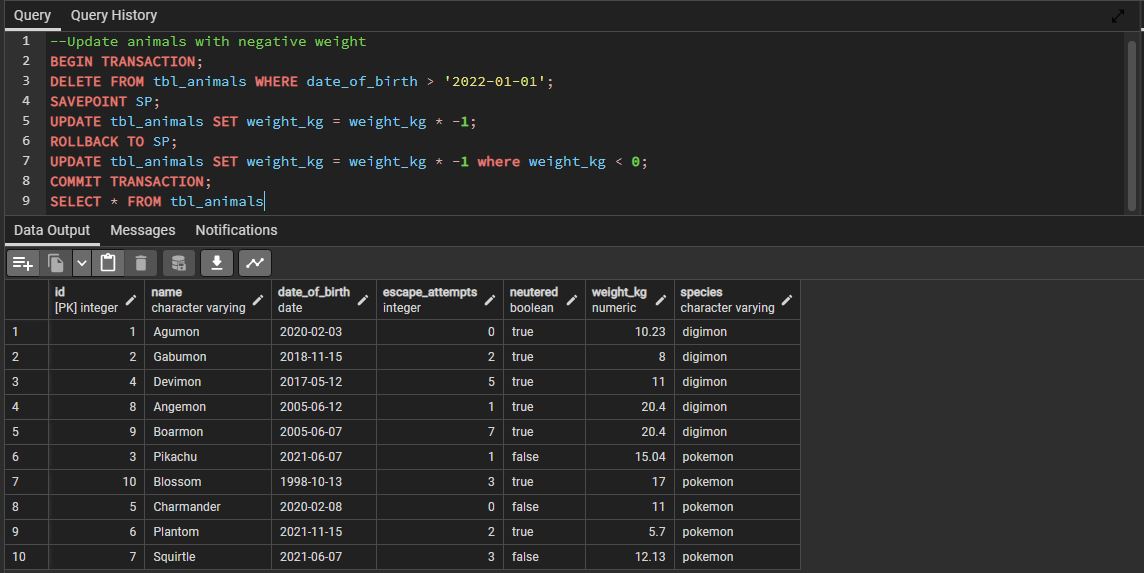 Query Query History
1 --Update animals with negative weight
2 BEGIN TRANSACTION;
3 DELETE FROM tbl_animals WHERE date_of_birth > '2022-01-01';
4 SAVEPOINT SP;
5 UPDATE tbl_animals SET weight_kg = weight_kg * -1;
6 ROLLBACK TO SP;
7 UPDATE tbl_animals SET weight_kg = weight_kg * -1 where weight_kg < 0;
8 COMMIT TRANSACTION;
9 SELECT * FROM tbl_animals
Data Output Messages Notifications
id name date_of_birth escape_attempts neutered weight_kg species
[PK] integer character varying date integer boolean numeric character varying
1 1 Agumon 2020-02-03 0 true 10.23 digimon
2 2 Gabumon 2018-11-15 2 true 8 digimon
3 4 Devimon 2017-05-12 5 true 11 digimon
4 8 Angemon 2005-06-12 1 true 20.4 digimon
5 9 Boarmon 2005-06-07 7 true 20.4 digimon
6 3 Pikachu 2021-06-07 1 false 15.04 pokemon
7 10 Blossom 1998-10-13 3 true 17 pokemon
8 5 Charmander 2020-02-08 0 false 11 pokemon
9 6 Plantom 2021-11-15 2 true 5.7 pokemon
10 7 Squirtle 2021-06-07 3 false 12.13 pokemon